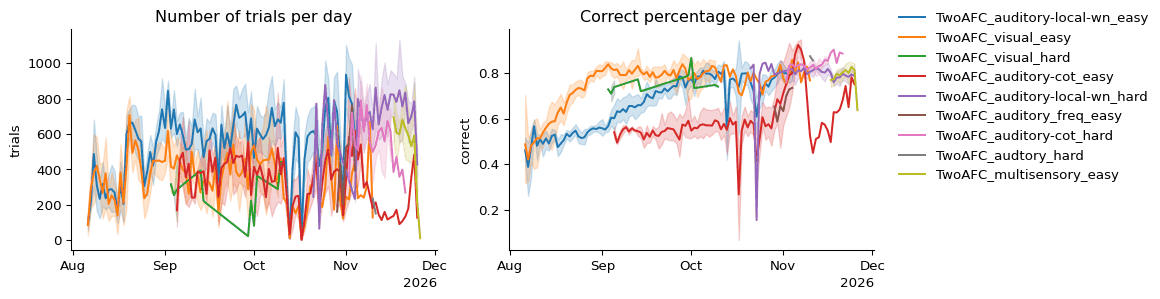 Number of trials per day
trials
1000
800
600
400
200
0
Aug
Sep
Oct
Nov
Dec
2026
Correct percentage per day
correct
0.8
0.6
0.4
0.2
Aug
Sep
Oct
Nov
Dec
2026
TwoAFC_auditory-local-wn_easy
TwoAFC_visual_easy
TwoAFC_visual_hard
TwoAFC_auditory-cot_easy
TwoAFC_auditory-local-wn_hard
TwoAFC_auditory_freq_easy
TwoAFC_auditory-cot_hard
TwoAFC_audtory_hard
TwoAFC_multisensory_easy